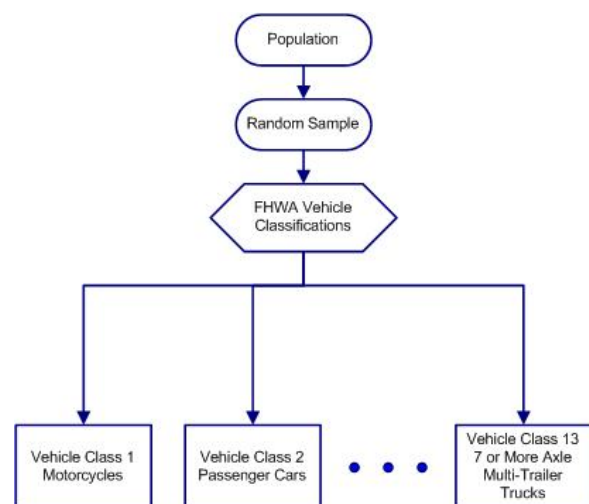 Population
Random Sample
FHWA Vehicle
Classifications
Vehicle Class 1
Motorcycles
Vehicle Class 2
Passenger Cars
Vehicle Class 13
7 or More Axle
Multi-Trailer
Trucks